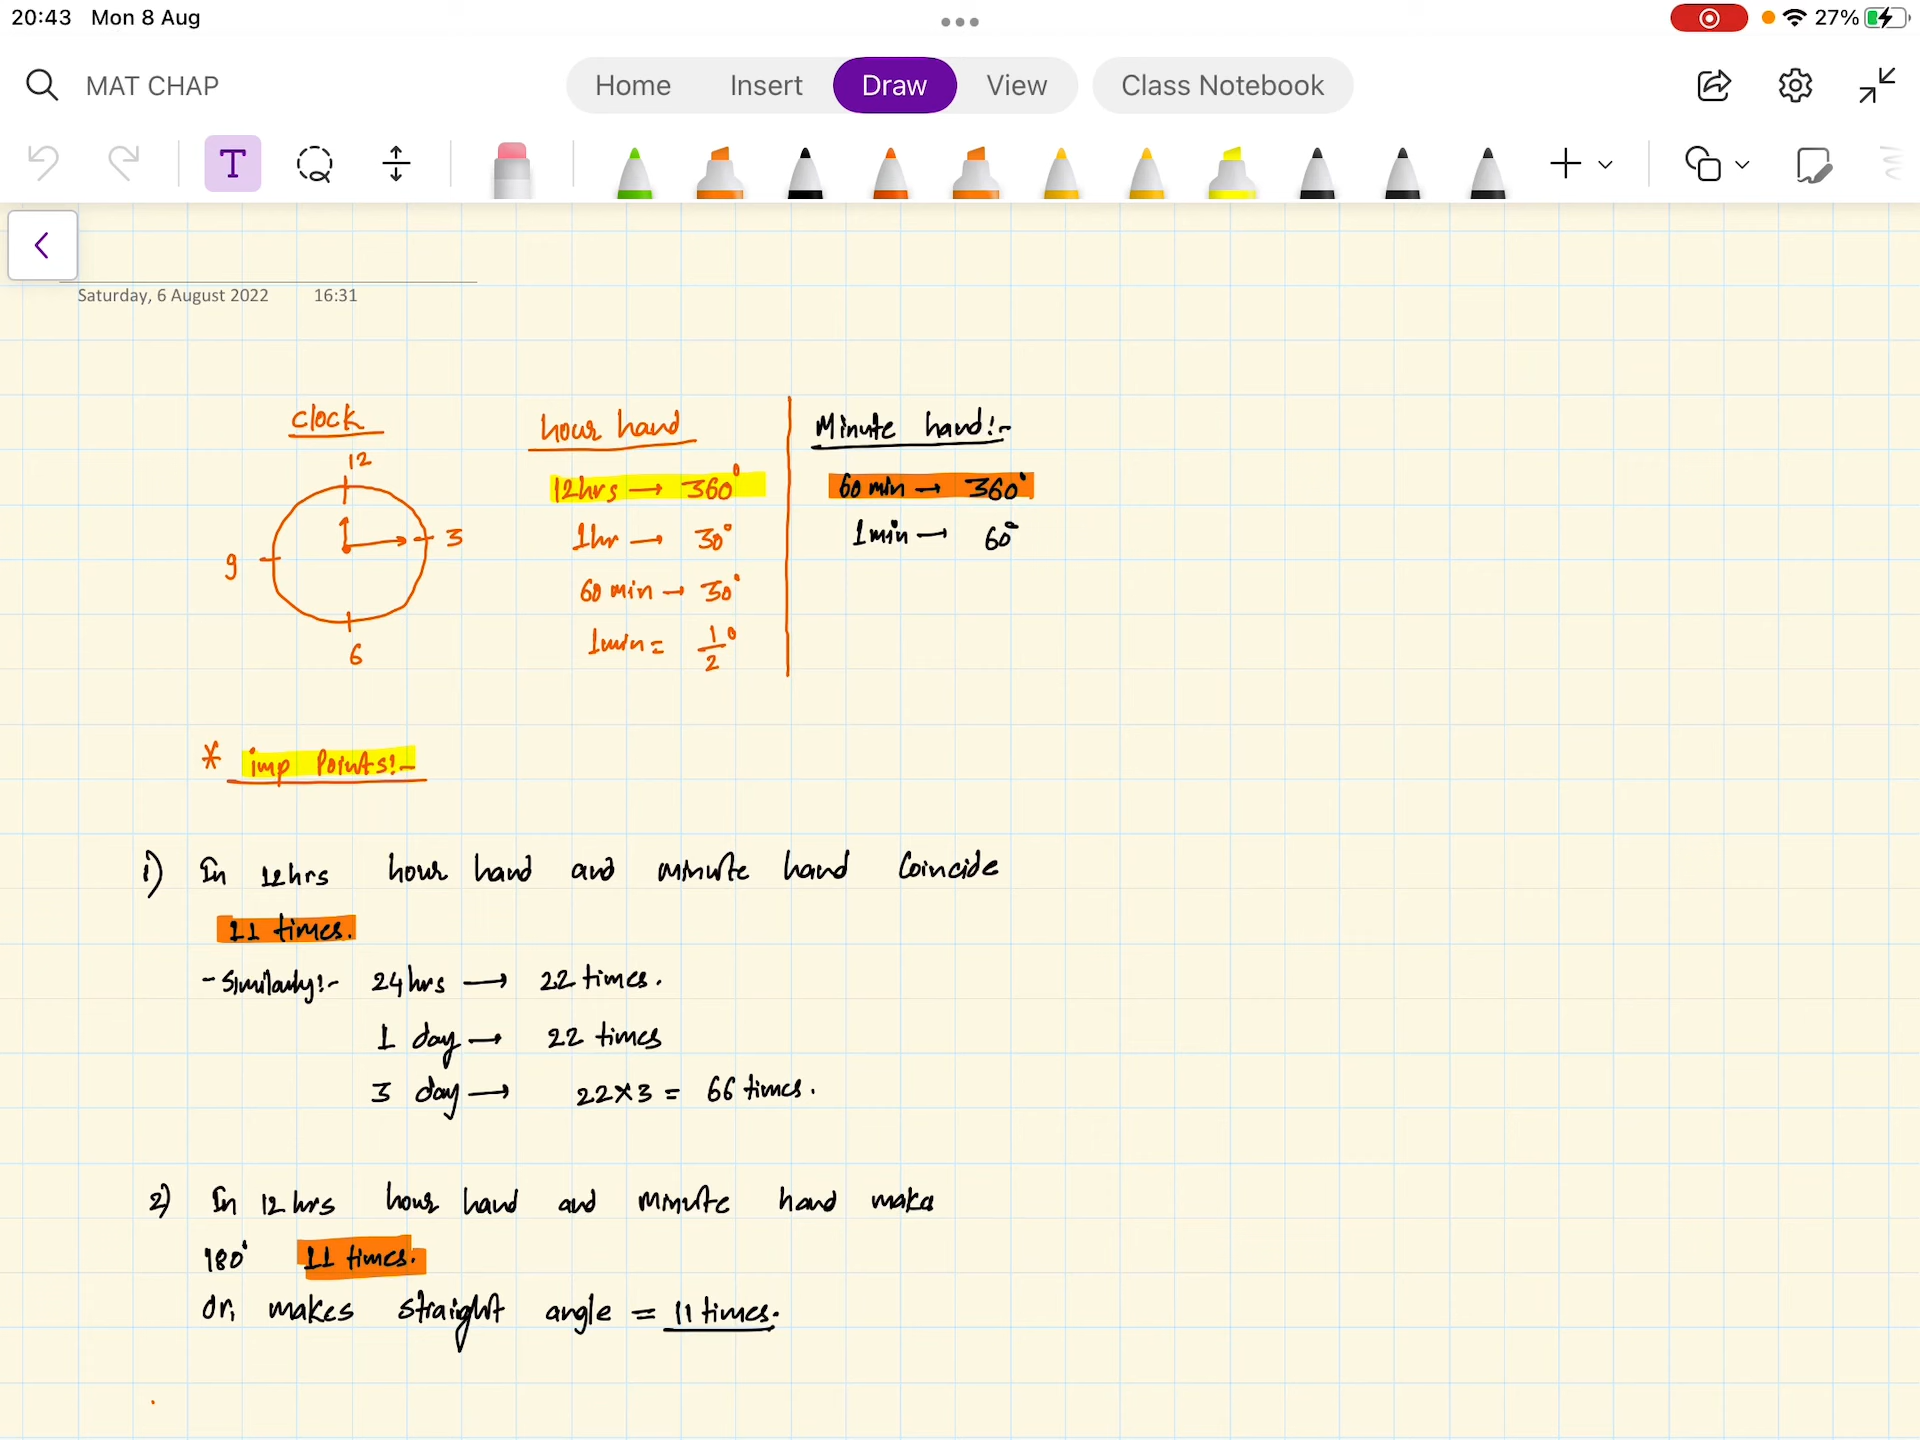 20:43 Mon 8 Aug
27%
MAT CHAP
Home Insert Draw View Class Notebook
T
Saturday, 6 August 2022 16:31
clock
12
3
6
9
hour hand
12hrs → 360°
1hr → 30°
60 min → 30°
1min = 1/2°
Minute hand:-
60 min → 360°
1min → 60°
* imp Points:-
1) In 12hrs hour hand and minute hand Coincide
11 times.
- Similarly:- 24hrs → 22 times.
1 day → 22 times
3 day → 22×3 = 66 times.
2) In 12 hrs hour hand and minute hand make
180° 11 times.
or, makes straight angle = 11 times.